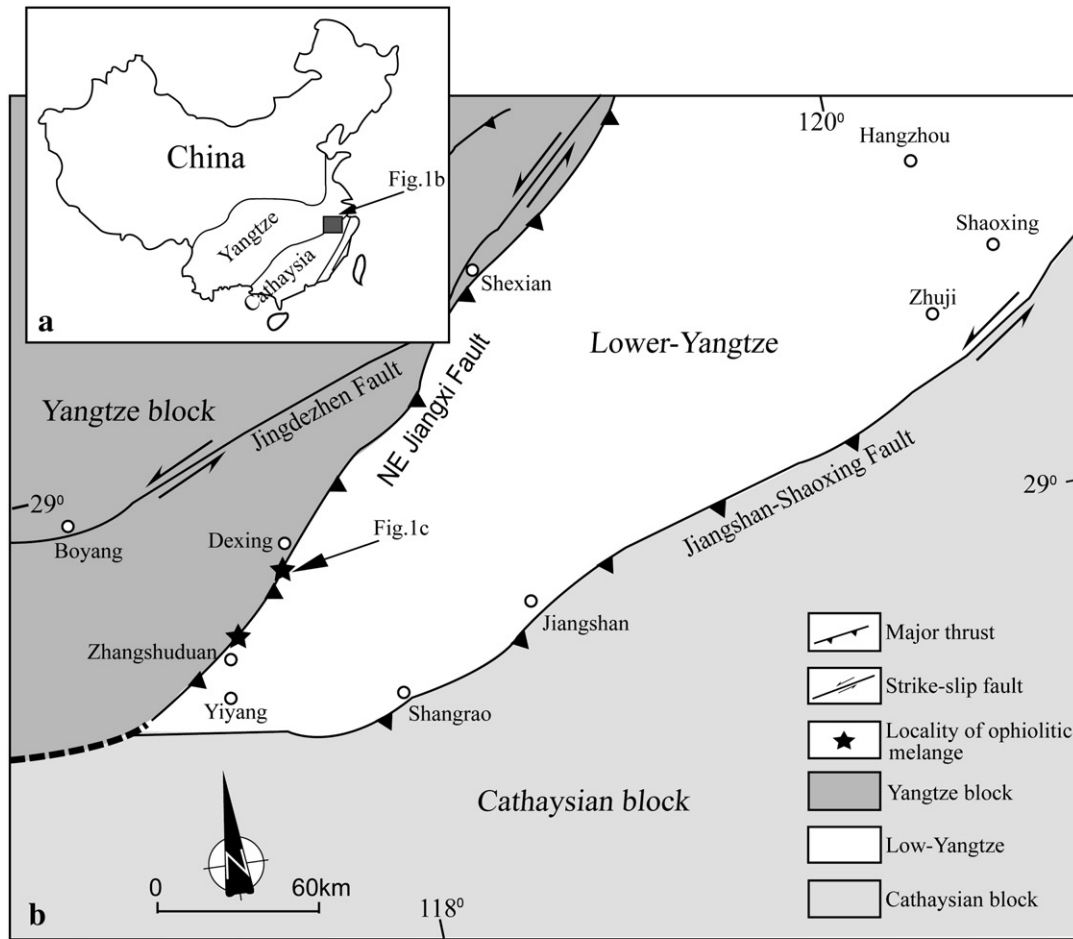 China
Fig.1b
Yangtze
Cathaysia
a
120⁰
Hangzhou
Shaoxing
Zhuji
Shexian
Lower-Yangtze
NE Jiangxi Fault
Yangtze block
Jingdezhen Fault
29⁰
29⁰
Boyang
Dexing
Fig.1c
Jiangshan-Shaoxing Fault
Jiangshan
Zhangshuduan
Yiyang
Shangrao
Cathaysian block
Major thrust
Strike-slip fault
Locality of ophiolitic
melange
Yangtze block
Low-Yangtze
Cathaysian block
N
0
60km
b
118⁰